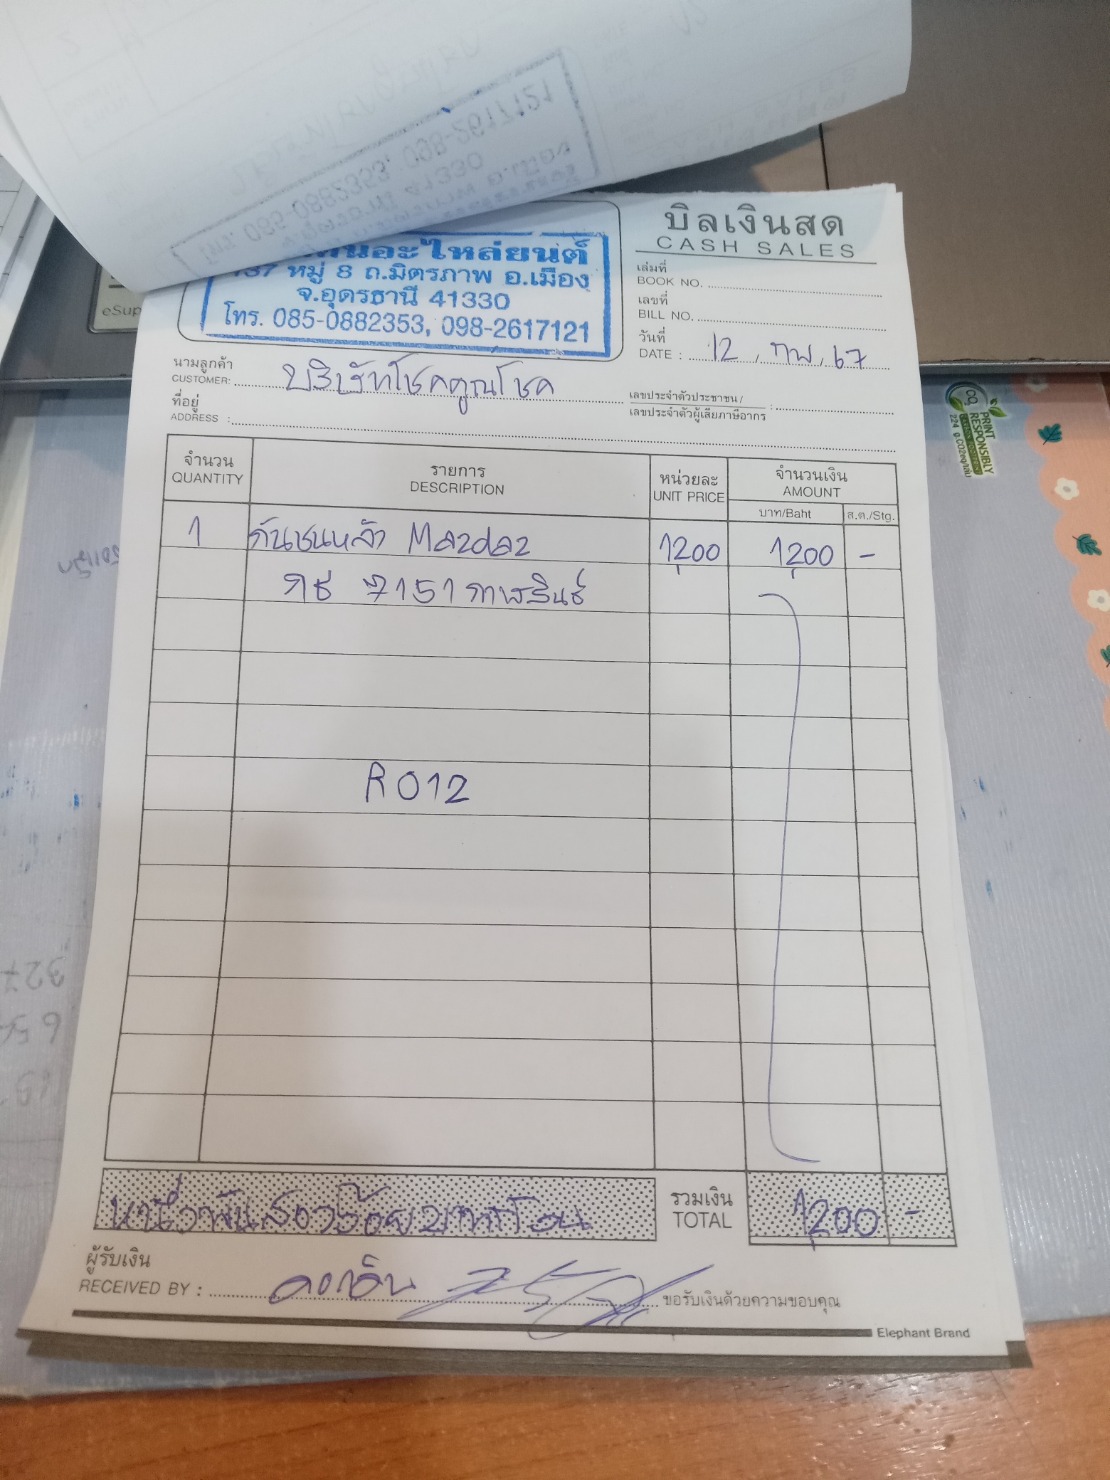 บิลเงินสด
CASH SALES
อะไหล่ยนต์
หมู่ 8 ถ.มิตรภาพ อ.เมือง
จ.อุดรธานี 41330
โทร. 085-0882353, 098-2617121
เล่มที่
BOOK NO.
เลขที่
BILL NO.
วันที่
DATE : 12, กพ, 67
นามลูกค้า
CUSTOMER: บริษัทโชคคูณโชค
ที่อยู่
ADDRESS :
เลขประจำตัวประชาชน /
เลขประจำตัวผู้เสียภาษีอากร :
จำนวน รายการ หน่วยละ จำนวนเงิน
QUANTITY DESCRIPTION UNIT PRICE AMOUNT
บาท/Baht ส.ต./Stg.
1 กันชนหลัง Mazda2 1200 1200 -
7151 กาฬสินธุ์
R012
หนึ่งพันสองร้อยบาทถ้วน รวมเงิน 1200 -
TOTAL
ผู้รับเงิน
RECEIVED BY : ขอรับเงินด้วยความขอบคุณ
Elephant Brand
PRINT
RESPONSIBLY
eSup